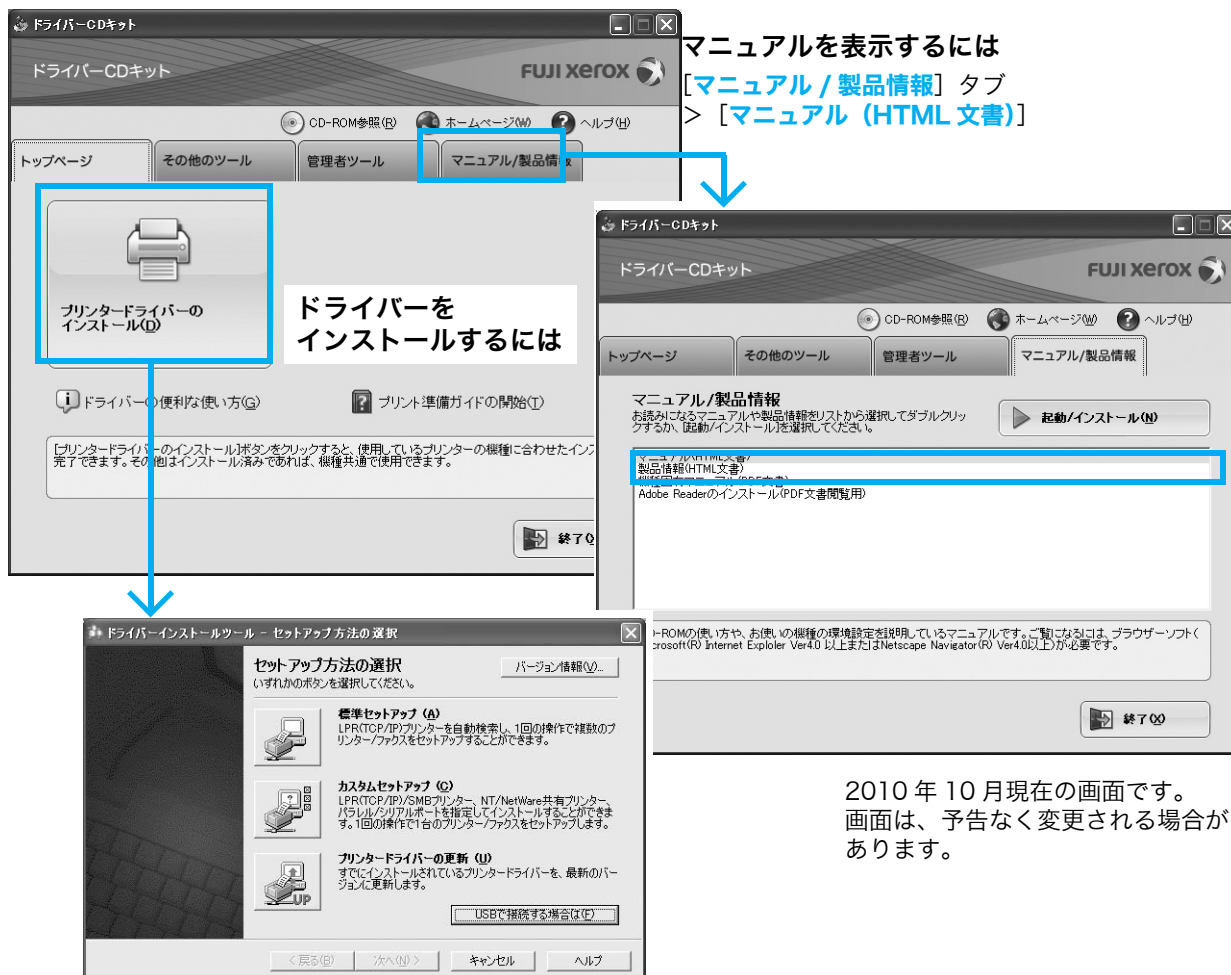 ドライバーCDキット
ドライバーCDキット
FUJI XEROX
CD-ROM参照(R)
ホームページ(W)
ヘルプ(H)
トップページ
その他のツール
管理者ツール
マニュアル/製品情
プリンタードライバーの
インストール(D)
ドライバーを
インストールするには
ドライバーの便利な使い方(G)
プリント準備ガイドの開始(T)
[プリンタードライバーのインストール]ボタンをクリックすると、使用しているプリンターの機種に合わせたインス
完了できます。その他はインストール済みであれば、機種共通で使用できます。
終了
マニュアルを表示するには
[マニュアル / 製品情報] タブ
> [マニュアル（HTML 文書）]
ドライバーCDキット
ドライバーCDキット
FUJI XEROX
CD-ROM参照(R)
ホームページ(W)
ヘルプ(H)
トップページ
その他のツール
管理者ツール
マニュアル/製品情報
マニュアル/製品情報
お読みになるマニュアルや製品情報をリストから選択してダブルクリッ
クするか、[起動/インストール]を選択してください。
起動/インストール(N)
マニュアル(HTML文書)
製品情報(HTML文書)
機種固有マニュアル(PDF文書)
Adobe Readerのインストール(PDF文書閲覧用)
-ROMの使い方や、お使いの機種の環境設定を説明しているマニュアルです。ご覧になるには、ブラウザーソフト(
crosoft(R) Internet Exploler Ver4.0 以上またはNetscape Navigator(R) Ver4.0以上)が必要です。
終了(X)
ドライバーインストールツール - セットアップ方法の選択
セットアップ方法の選択
いずれかのボタンを選択してください。
バージョン情報(V)...
標準セットアップ (A)
LPR(TCP/IP)プリンターを自動検索し、1回の操作で複数のプ
リンター/ファクスをセットアップすることができます。
カスタムセットアップ (C)
LPR(TCP/IP)/SMBプリンター、NT/NetWare共有プリンター、
パラレル/シリアルポートを指定してインストールすることができま
す。1回の操作で1台のプリンター/ファクスをセットアップします。
プリンタードライバーの更新 (U)
すでにインストールされているプリンタードライバーを、最新のバー
ジョンに更新します。
UP
USBで接続する場合は(F)
< 戻る(B)
次へ(N) >
キャンセル
ヘルプ
2010 年 10 月現在の画面です。
画面は、予告なく変更される場合が
あります。